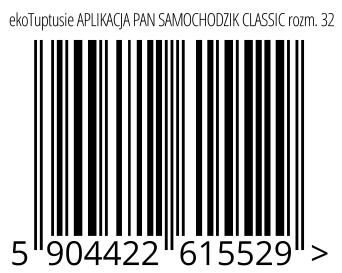 ekoTuptusie APLIKACJA PAN SAMOCHODZIK CLASSIC rozm. 32
5 904422 615529 >